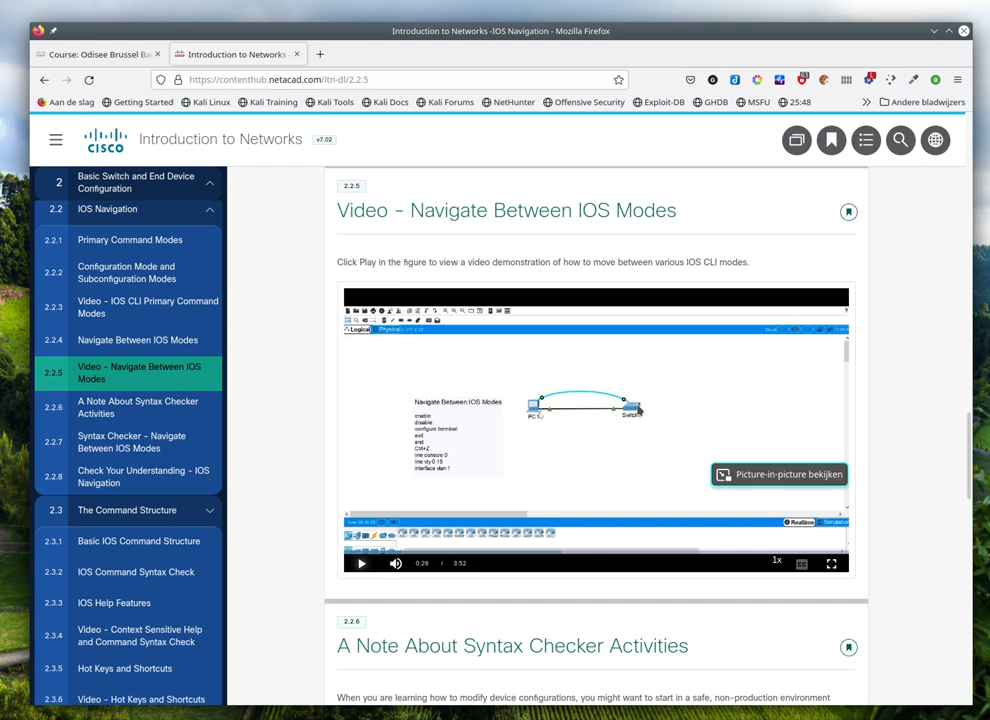 Introduction to Networks -IOS Navigation - Mozilla Firefox
Course: Odisee Brussel Ba
Introduction to Networks -
https://contenthub.netacad.com/itn-dl/2.2.5
Aan de slag Getting Started Kali Linux Kali Training Kali Tools Kali Docs Kali Forums NetHunter Offensive Security Exploit-DB GHDB MSFU 25:48 Andere bladwijzers
CISCO Introduction to Networks v7.02
2 Basic Switch and End Device
Configuration
2.2 IOS Navigation
2.2.1 Primary Command Modes
2.2.2 Configuration Mode and
Subconfiguration Modes
2.2.3 Video - IOS CLI Primary Command
Modes
2.2.4 Navigate Between IOS Modes
2.2.5 Video - Navigate Between IOS
Modes
2.2.6 A Note About Syntax Checker
Activities
2.2.7 Syntax Checker - Navigate
Between IOS Modes
2.2.8 Check Your Understanding - IOS
Navigation
2.3 The Command Structure
2.3.1 Basic IOS Command Structure
2.3.2 IOS Command Syntax Check
2.3.3 IOS Help Features
2.3.4 Video - Context Sensitive Help
and Command Syntax Check
2.3.5 Hot Keys and Shortcuts
2.3.6 Video - Hot Keys and Shortcuts
2.2.5
Video - Navigate Between IOS Modes
Click Play in the figure to view a video demonstration of how to move between various IOS CLI modes.
Logical Physical
Navigate Between IOS Modes
enable
disable
configure terminal
exit
end
Ctrl+Z
line console 0
line vty 0 15
interface vlan 1
PC1
Picture-in-picture bekijken
Realtime Simulation
0:26 / 3:52 1x CC
2.2.6
A Note About Syntax Checker Activities
When you are learning how to modify device configurations, you might want to start in a safe, non-production environment